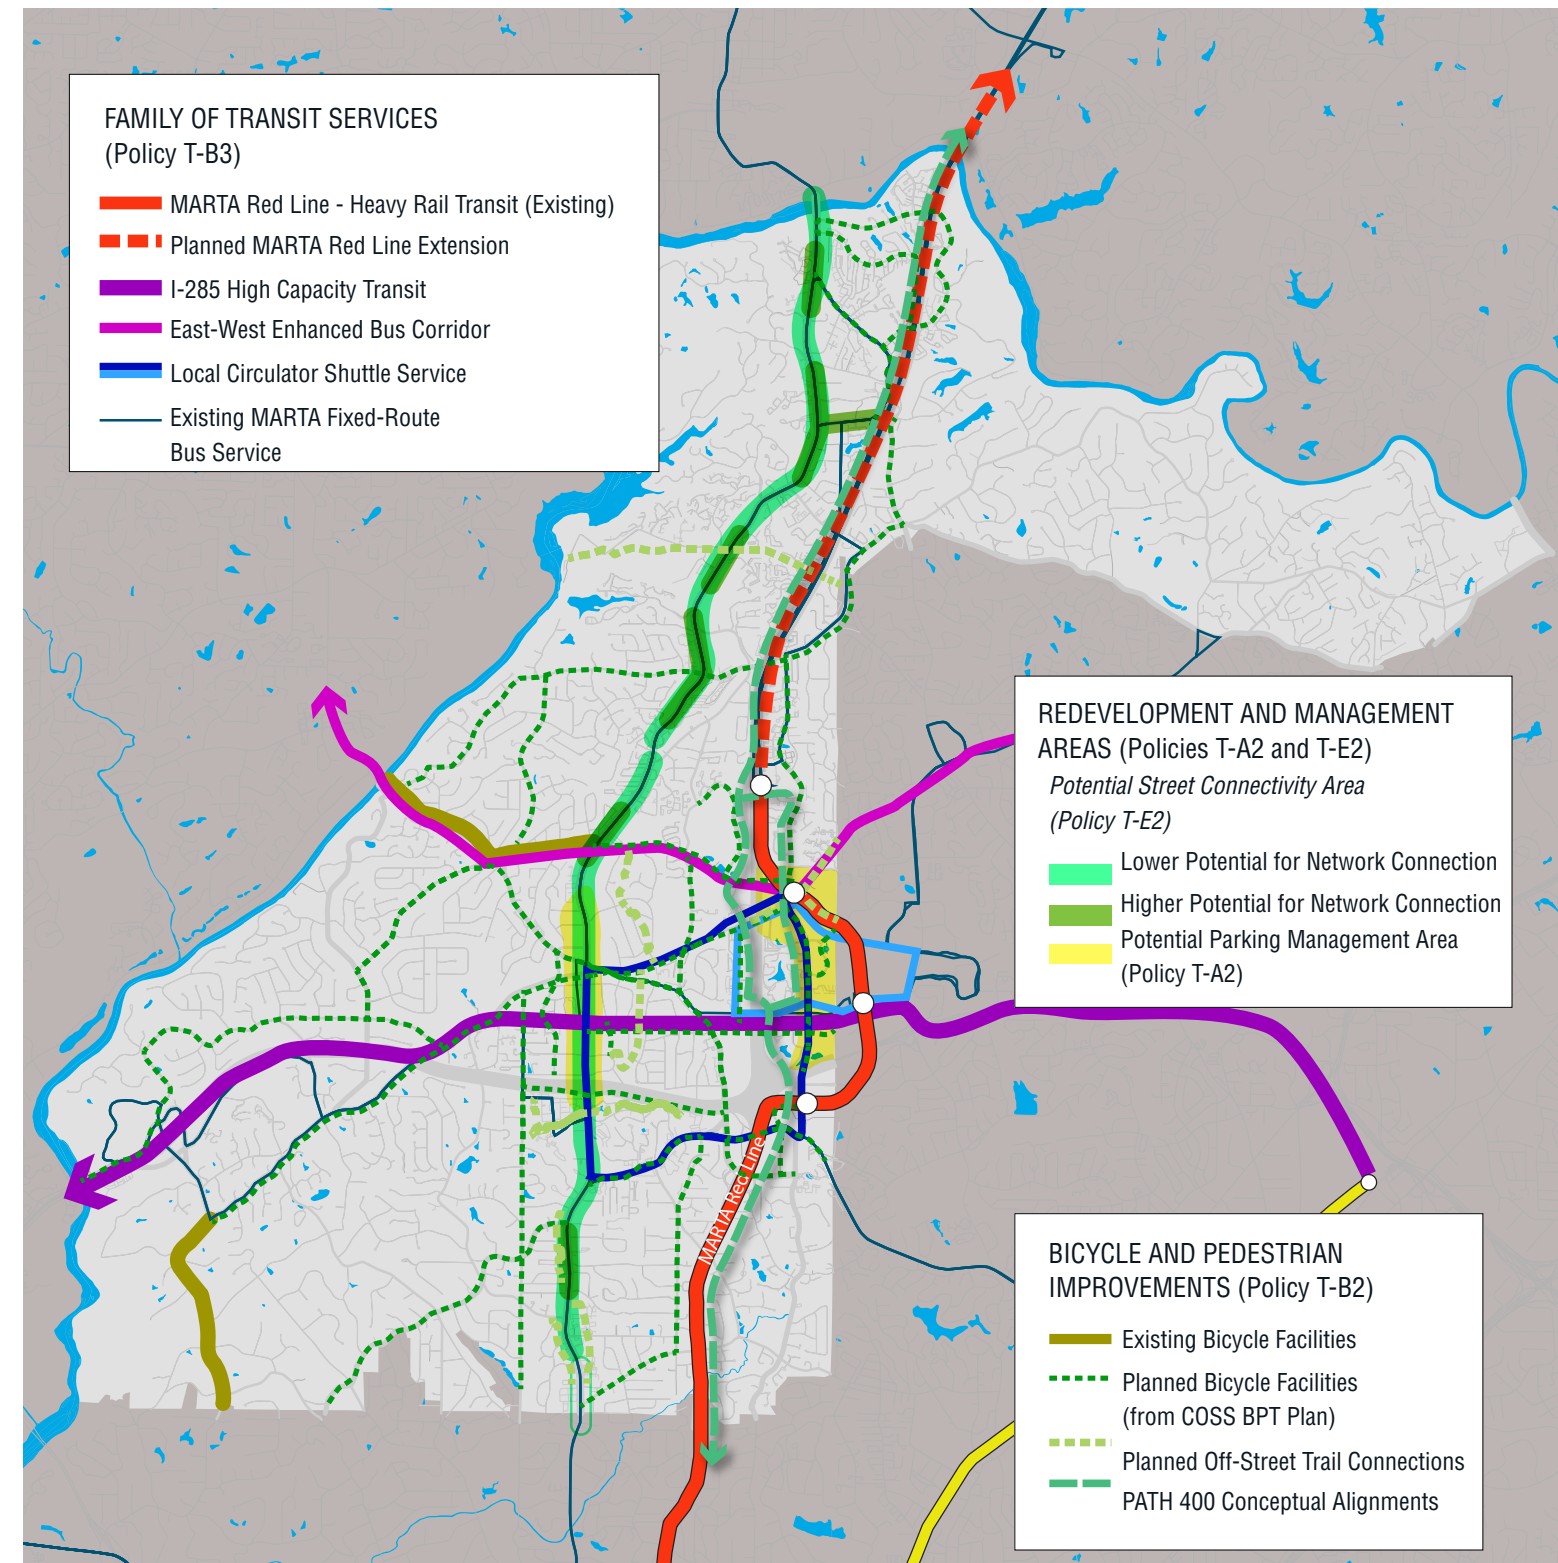 FAMILY OF TRANSIT SERVICES
(Policy T-B3)
MARTA Red Line - Heavy Rail Transit (Existing)
Planned MARTA Red Line Extension
I-285 High Capacity Transit
East-West Enhanced Bus Corridor
Local Circulator Shuttle Service
Existing MARTA Fixed-Route
Bus Service
REDEVELOPMENT AND MANAGEMENT
AREAS (Policies T-A2 and T-E2)
Potential Street Connectivity Area
(Policy T-E2)
Lower Potential for Network Connection
Higher Potential for Network Connection
Potential Parking Management Area
(Policy T-A2)
MARTA Red Line
BICYCLE AND PEDESTRIAN
IMPROVEMENTS (Policy T-B2)
Existing Bicycle Facilities
Planned Bicycle Facilities
(from COSS BPT Plan)
Planned Off-Street Trail Connections
PATH 400 Conceptual Alignments